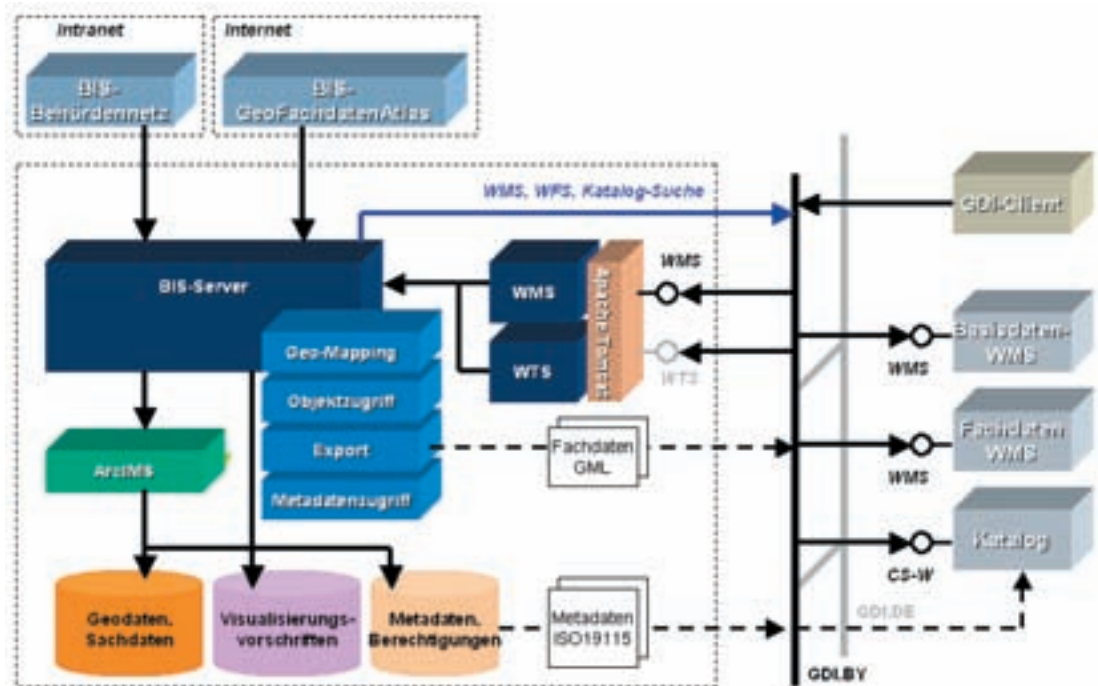 Intranet
Internet
BIS-
Behördennetz
BIS-
GeoFachdatenAtlas
WMS, WFS, Katalog-Suche
GDI-Client
BIS-Server
WMS
Apache Tomcat
WMS
Geo-Mapping
WTS
WTS
Basisdaten-
WMS
WMS
Objektzugriff
ArcIMS
Export
Fachdaten
GML
Fachdaten
WMS
WMS
Metadatenzugriff
Katalog
CS-W
Geodaten,
Sachdaten
Visualisierungs-
vorschriften
Metadaten,
Berechtigungen
Metadaten
ISO19115
GDI.DE
GDI.BY